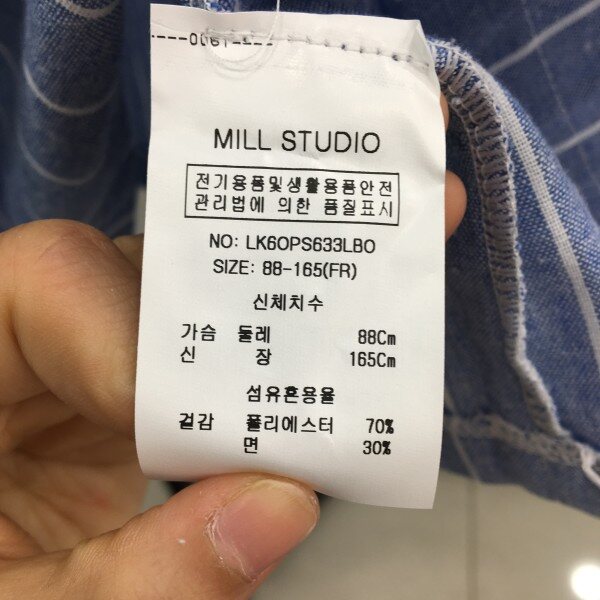 ----0061----
MILL STUDIO
전기용품및생활용품안전
관리법에 의한 품질표시
NO: LK60PS633LBO
SIZE: 88-165(FR)
신체치수
가슴 둘레 88Cm
신 장 165Cm
섬유혼용율
겉감 폴리에스터 70%
면 30%